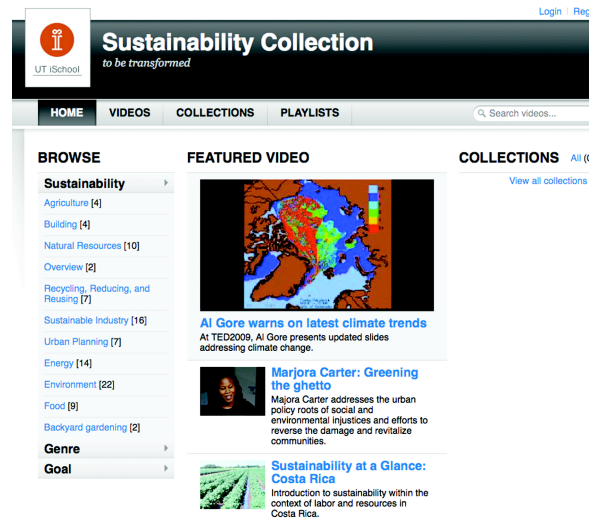 Login
UT iSchool
Sustainability Collection
to be transformed
HOME VIDEOS COLLECTIONS PLAYLISTS
Search videos...
BROWSE
Sustainability
Agriculture [4]
Building [4]
Natural Resources [10]
Overview [2]
Recycling, Reducing, and
Reusing [7]
Sustainable Industry [16]
Urban Planning [7]
Energy [14]
Environment [22]
Food [9]
Backyard gardening [2]
Genre
Goal
FEATURED VIDEO
Al Gore warns on latest climate trends
At TED2009, Al Gore presents updated slides
addressing climate change.
Marjora Carter: Greening
the ghetto
Majora Carter addresses the urban
policy roots of social and
environmental injustices and efforts to
reverse the damage and revitalize
communities.
Sustainability at a Glance:
Costa Rica
Introduction to sustainability within the
context of labor and resources in
Costa Rica.
COLLECTIONS All
View all collections